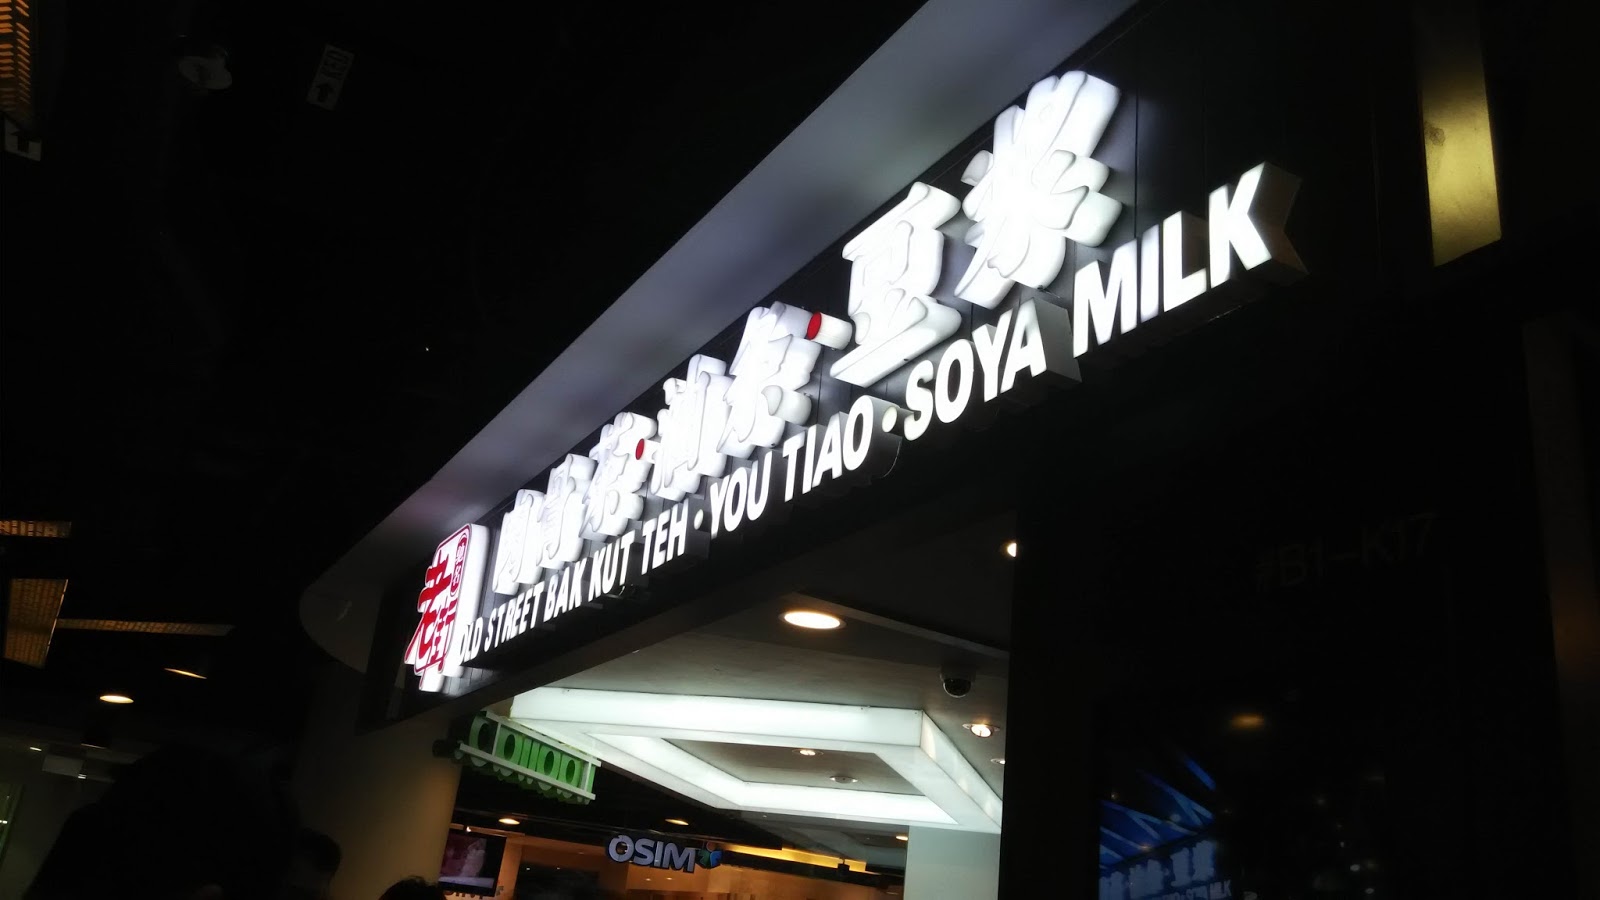 老街
肉骨茶·油条·豆浆
OLD STREET BAK KUT TEH·YOU TIAO·SOYA MILK
OSIM
#B1-K17